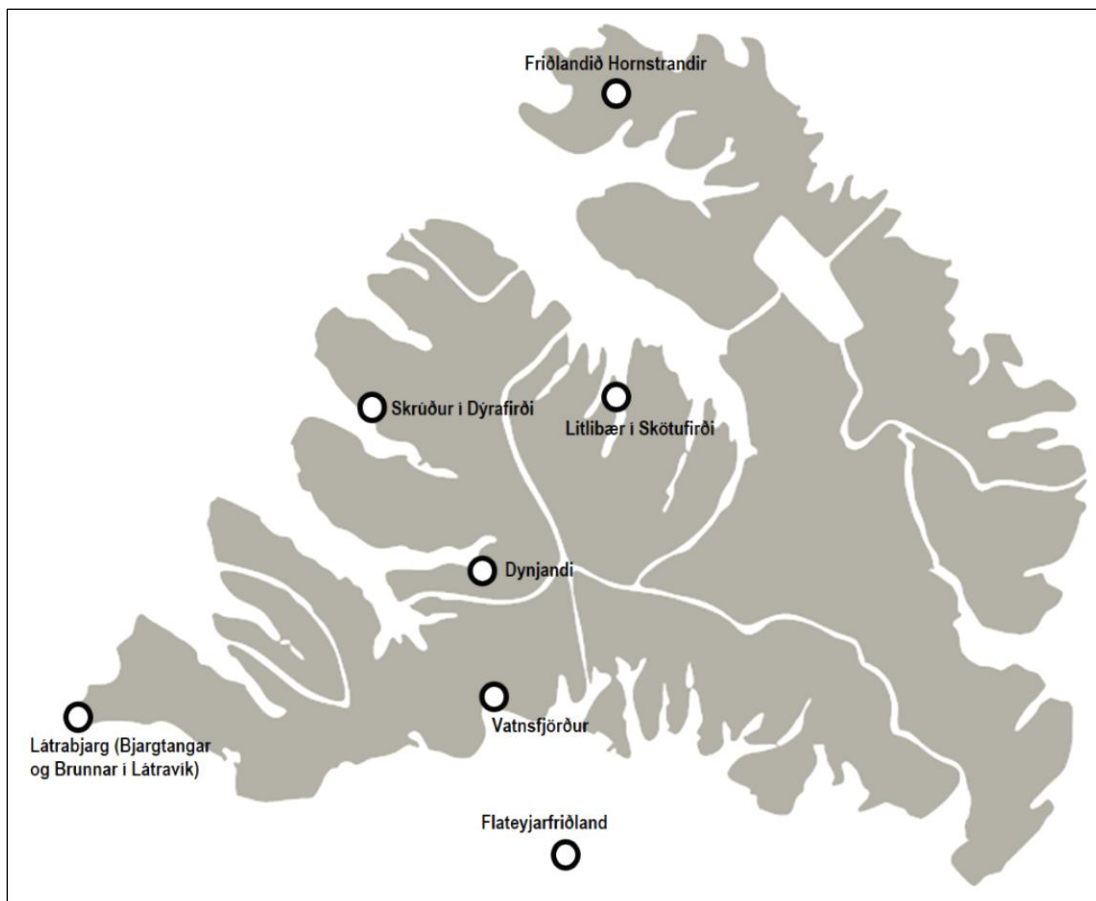 Friðlandið Hornstrandir
Skrúður í Dýrafirði
Litlibær í Skötufirði
Dynjandi
Vatnsfjörður
Látrabjarg (Bjargtangar
og Brunnar í Látravík)
Flateyjarfriðland